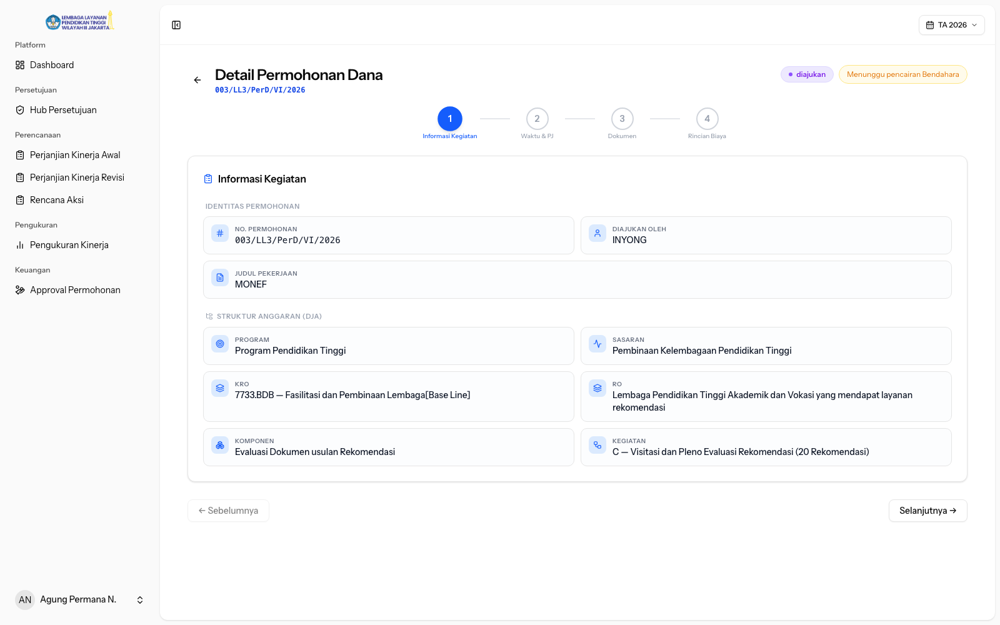 LEMBAGA LAYANAN
PENDIDIKAN TINGGI
WILAYAH III JAKARTA
Platform
Dashboard
Persetujuan
Hub Persetujuan
Perencanaan
Perjanjian Kinerja Awal
Perjanjian Kinerja Revisi
Rencana Aksi
Pengukuran
Pengukuran Kinerja
Keuangan
Approval Permohonan
AN Agung Permana N.
TA 2026
Detail Permohonan Dana
003/LL3/PerD/VI/2026
diajukan
Menunggu pencairan Bendahara
1 2 3 4
Informasi Kegiatan Waktu & PJ Dokumen Rincian Biaya
Informasi Kegiatan
IDENTITAS PERMOHONAN
NO. PERMOHONAN
003/LL3/PerD/VI/2026
DIAJUKAN OLEH
INYONG
JUDUL PEKERJAAN
MONEF
STRUKTUR ANGGARAN (DJA)
PROGRAM
Program Pendidikan Tinggi
SASARAN
Pembinaan Kelembagaan Pendidikan Tinggi
KRO
7733.BDB — Fasilitasi dan Pembinaan Lembaga[Base Line]
RO
Lembaga Pendidikan Tinggi Akademik dan Vokasi yang mendapat layanan
rekomendasi
KOMPONEN
Evaluasi Dokumen usulan Rekomendasi
KEGIATAN
C — Visitasi dan Pleno Evaluasi Rekomendasi (20 Rekomendasi)
← Sebelumnya
Selanjutnya →